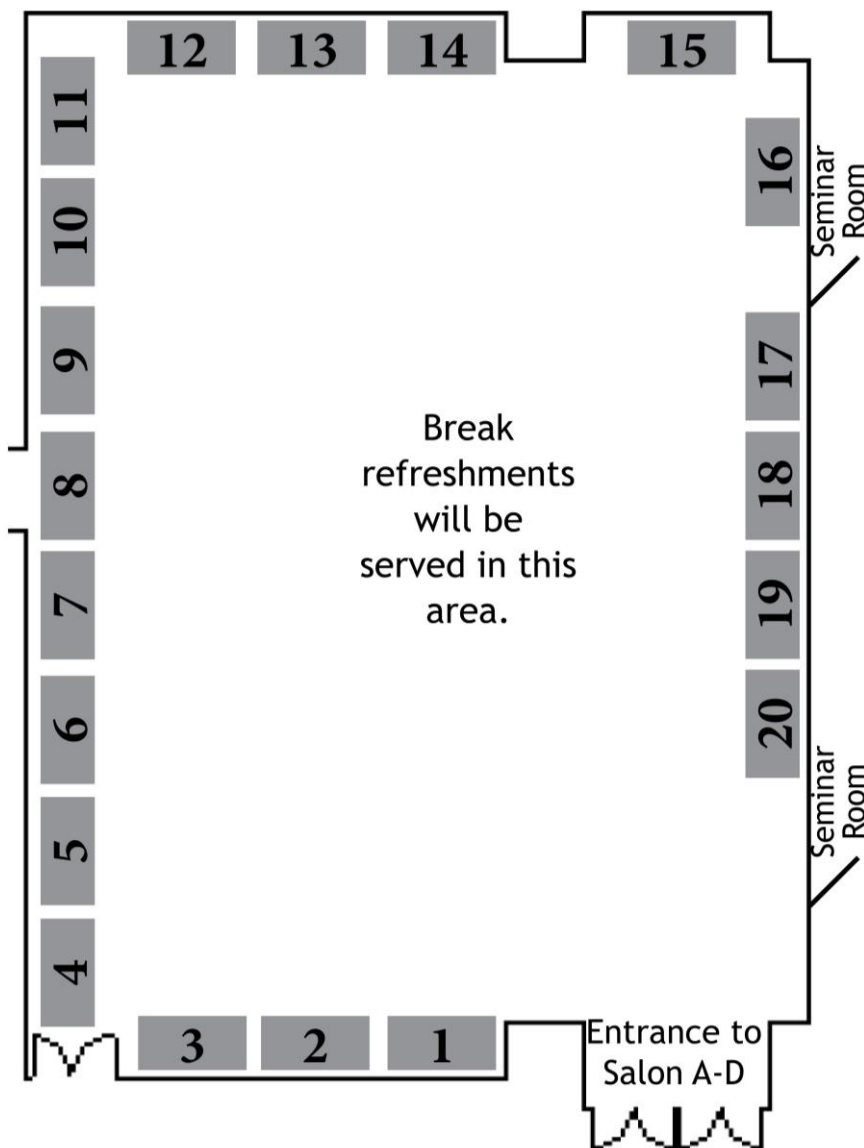 12
13
14
15
11
16
Seminar
Room
10
9
17
Break
refreshments
will be
served in this
area.
8
18
7
19
6
20
Seminar
Room
5
4
3
2
1
Entrance to
Salon A-D